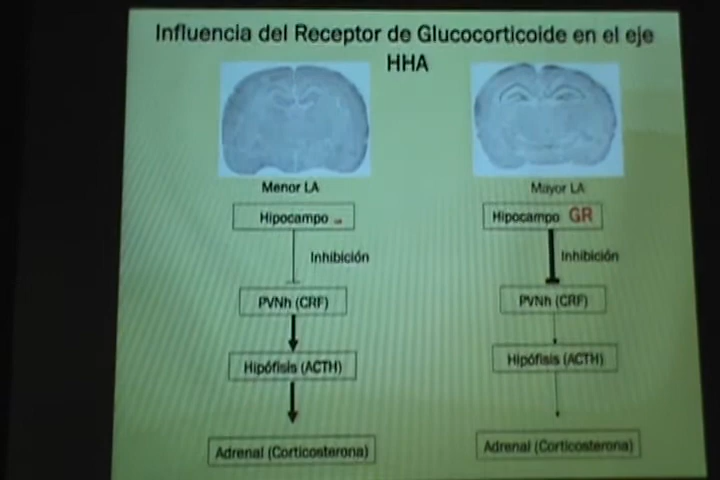 Influencia del Receptor de Glucocorticoide en el eje
HHA
Menor LA
Hipocampo
Inhibición
PVNh (CRF)
Hipófisis (ACTH)
Adrenal (Corticosterona)
Mayor LA
Hipocampo GR
Inhibición
PVNh (CRF)
Hipófisis (ACTH)
Adrenal (Corticosterona)